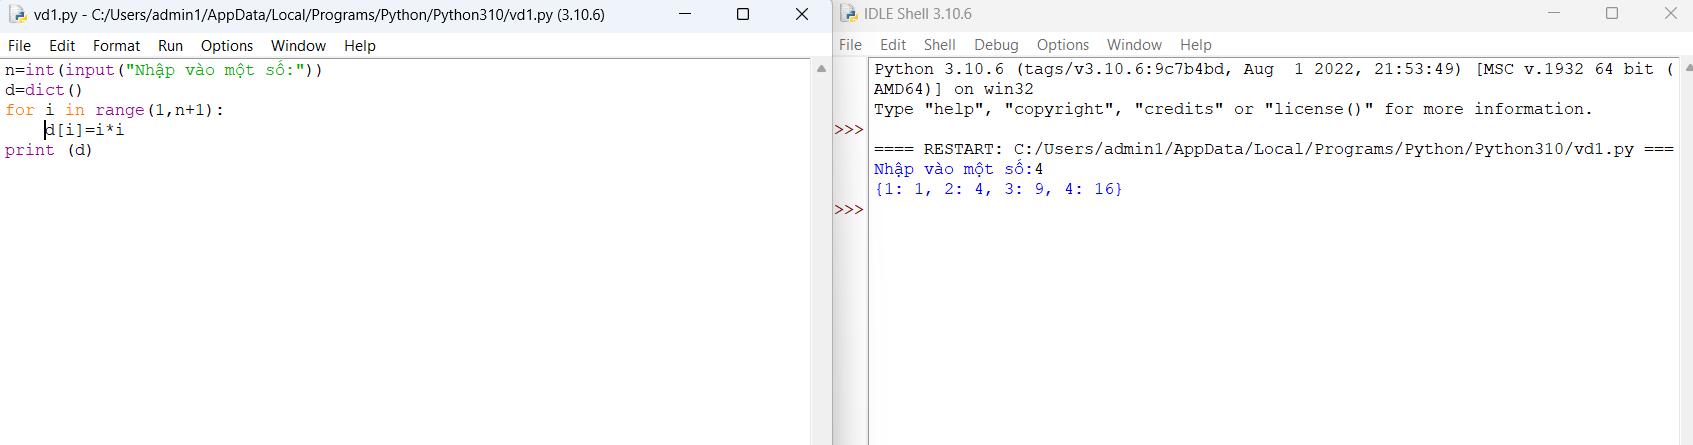 vd1.py - C:/Users/admin1/AppData/Local/Programs/Python/Python310/vd1.py (3.10.6)
File Edit Format Run Options Window Help
n=int(input("Nhập vào một số:"))
d=dict()
for i in range(1,n+1):
    d[i]=i*i
print (d)
IDLE Shell 3.10.6
File Edit Shell Debug Options Window Help
Python 3.10.6 (tags/v3.10.6:9c7b4bd, Aug  1 2022, 21:53:49) [MSC v.1932 64 bit (
AMD64)] on win32
Type "help", "copyright", "credits" or "license()" for more information.
>>>
==== RESTART: C:/Users/admin1/AppData/Local/Programs/Python/Python310/vd1.py ===
Nhập vào một số:4
{1: 1, 2: 4, 3: 9, 4: 16}
>>>